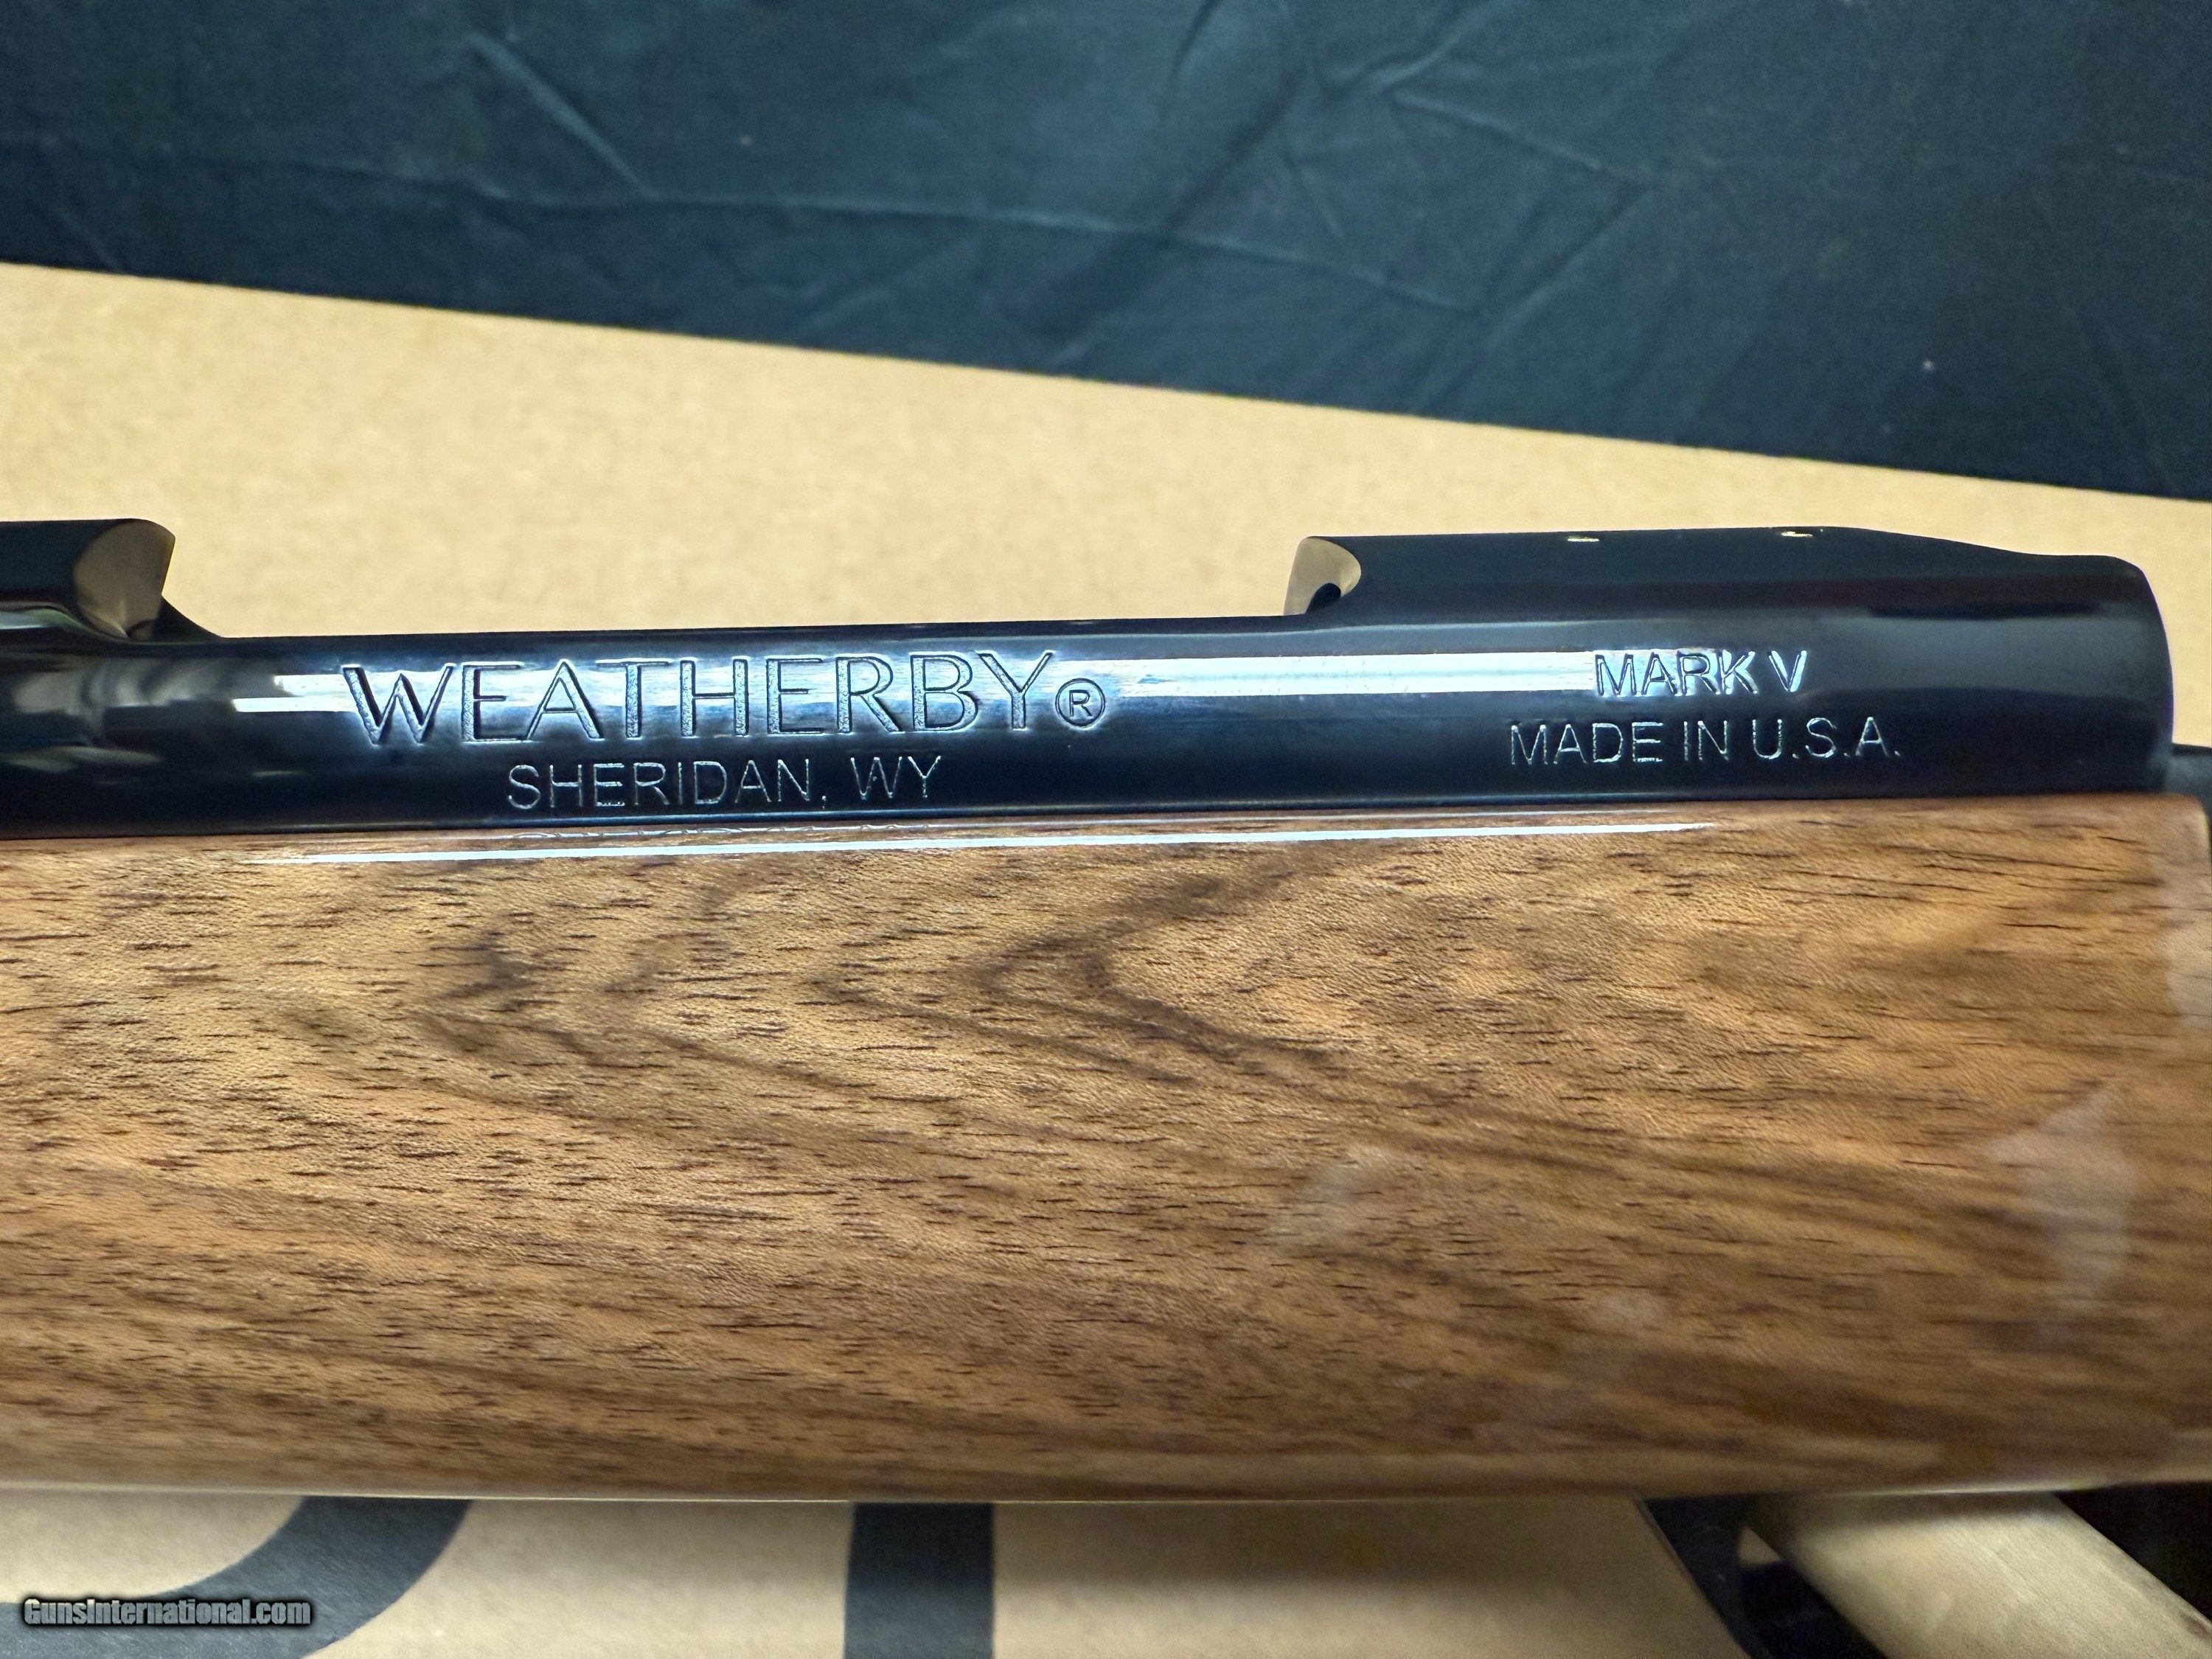 WEATHERBY®
SHERIDAN, WY
MARK V
MADE IN U.S.A.
GunsInternational.com